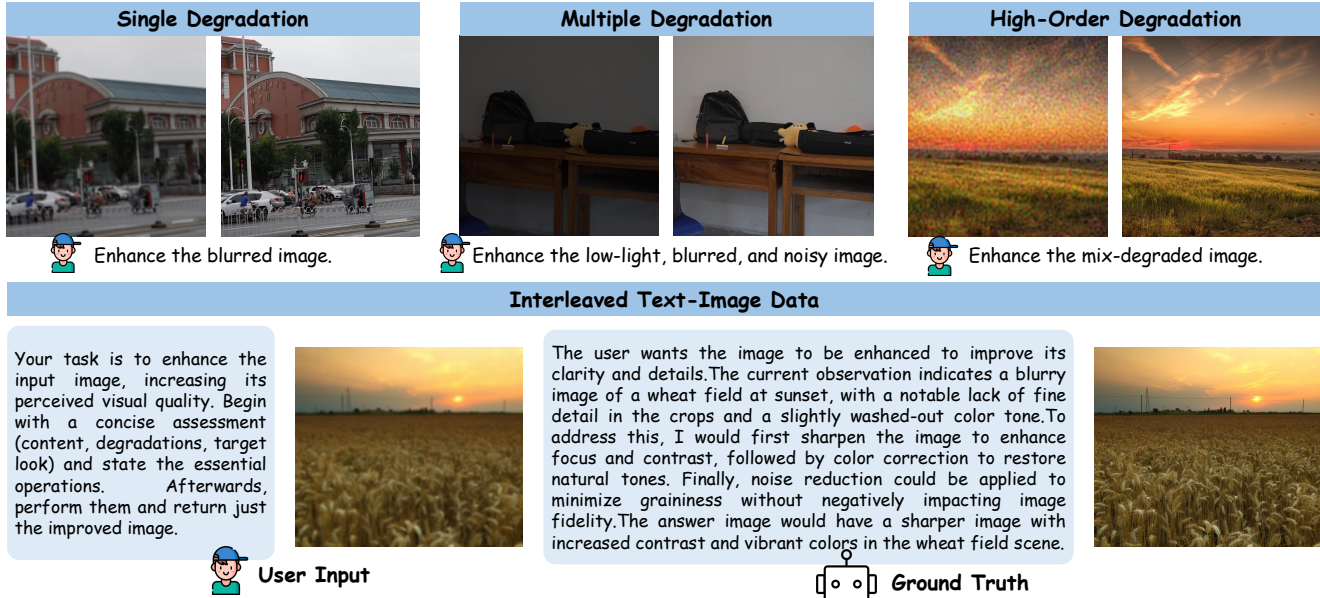 Single Degradation
Multiple Degradation
High-Order Degradation
Enhance the blurred image.
Enhance the low-light, blurred, and noisy image.
Enhance the mix-degraded image.
Interleaved Text-Image Data
Your task is to enhance the
input image, increasing its
perceived visual quality. Begin
with a concise assessment
(content, degradations, target
look) and state the essential
operations. Afterwards,
perform them and return just
the improved image.
User Input
The user wants the image to be enhanced to improve its
clarity and details.The current observation indicates a blurry
image of a wheat field at sunset, with a notable lack of fine
detail in the crops and a slightly washed-out color tone.To
address this, I would first sharpen the image to enhance
focus and contrast, followed by color correction to restore
natural tones. Finally, noise reduction could be applied to
minimize graininess without negatively impacting image
fidelity.The answer image would have a sharper image with
increased contrast and vibrant colors in the wheat field scene.
Ground Truth